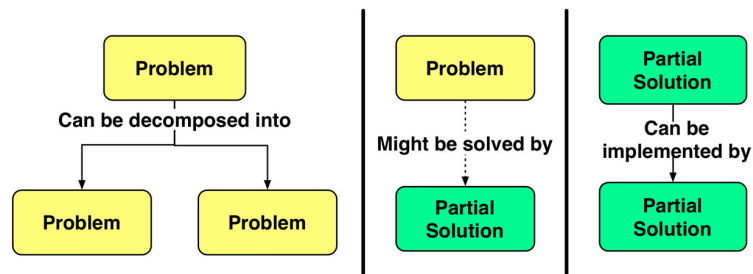 Problem
Can be decomposed into
Problem
Problem
Problem
Might be solved by
Partial
Solution
Partial
Solution
Can be
implemented by
Partial
Solution